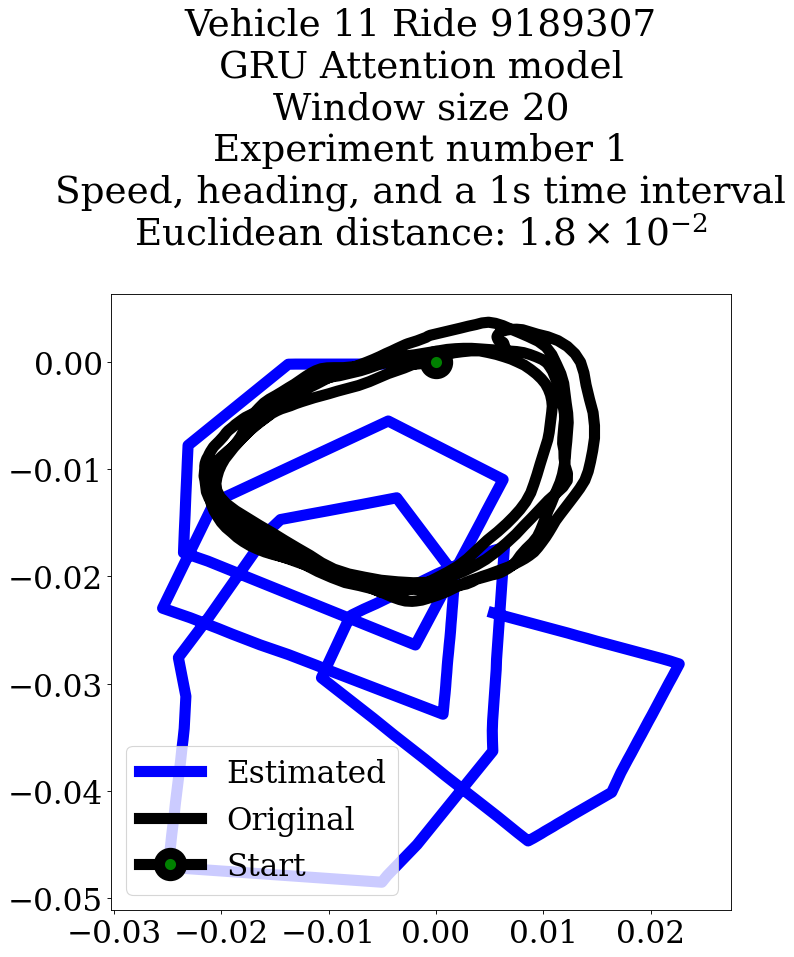 Vehicle 11 Ride 9189307
GRU Attention model
Window size 20
Experiment number 1
Speed, heading, and a 1s time interval
Euclidean distance: 1.8 × 10⁻²
0.00
−0.01
−0.02
−0.03
−0.04
−0.05
Estimated
Original
Start
−0.03 −0.02 −0.01 0.00 0.01 0.02